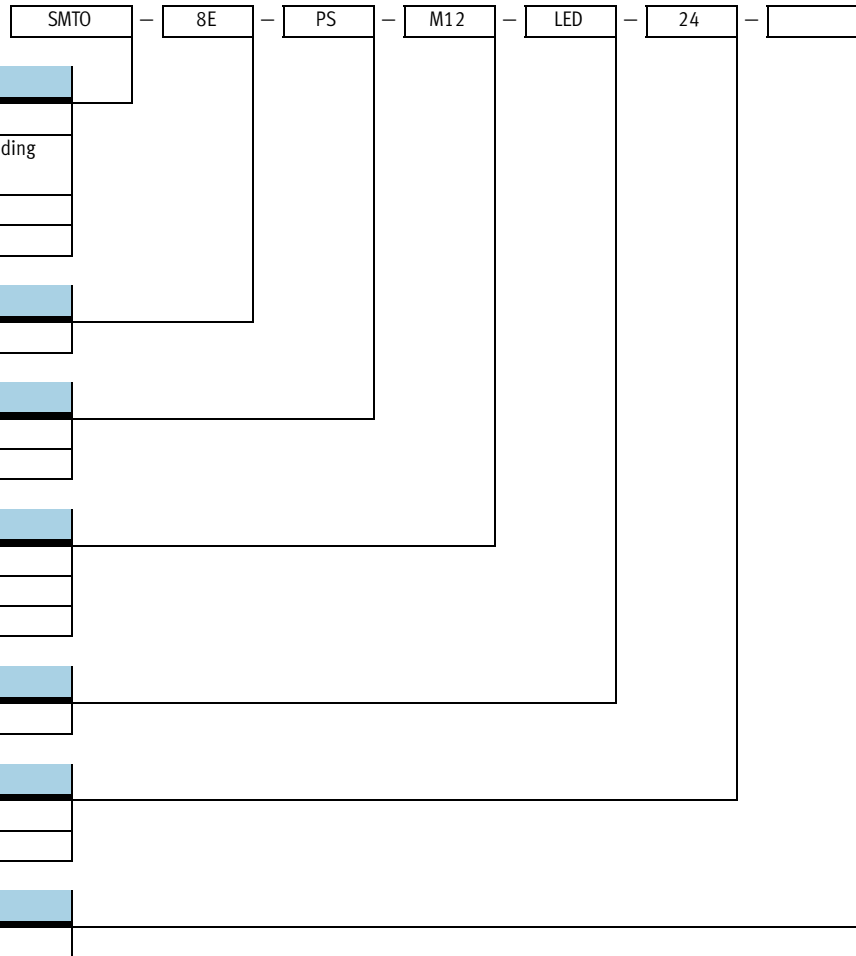 SMTO – 8E – PS – M12 – LED – 24 –
ding